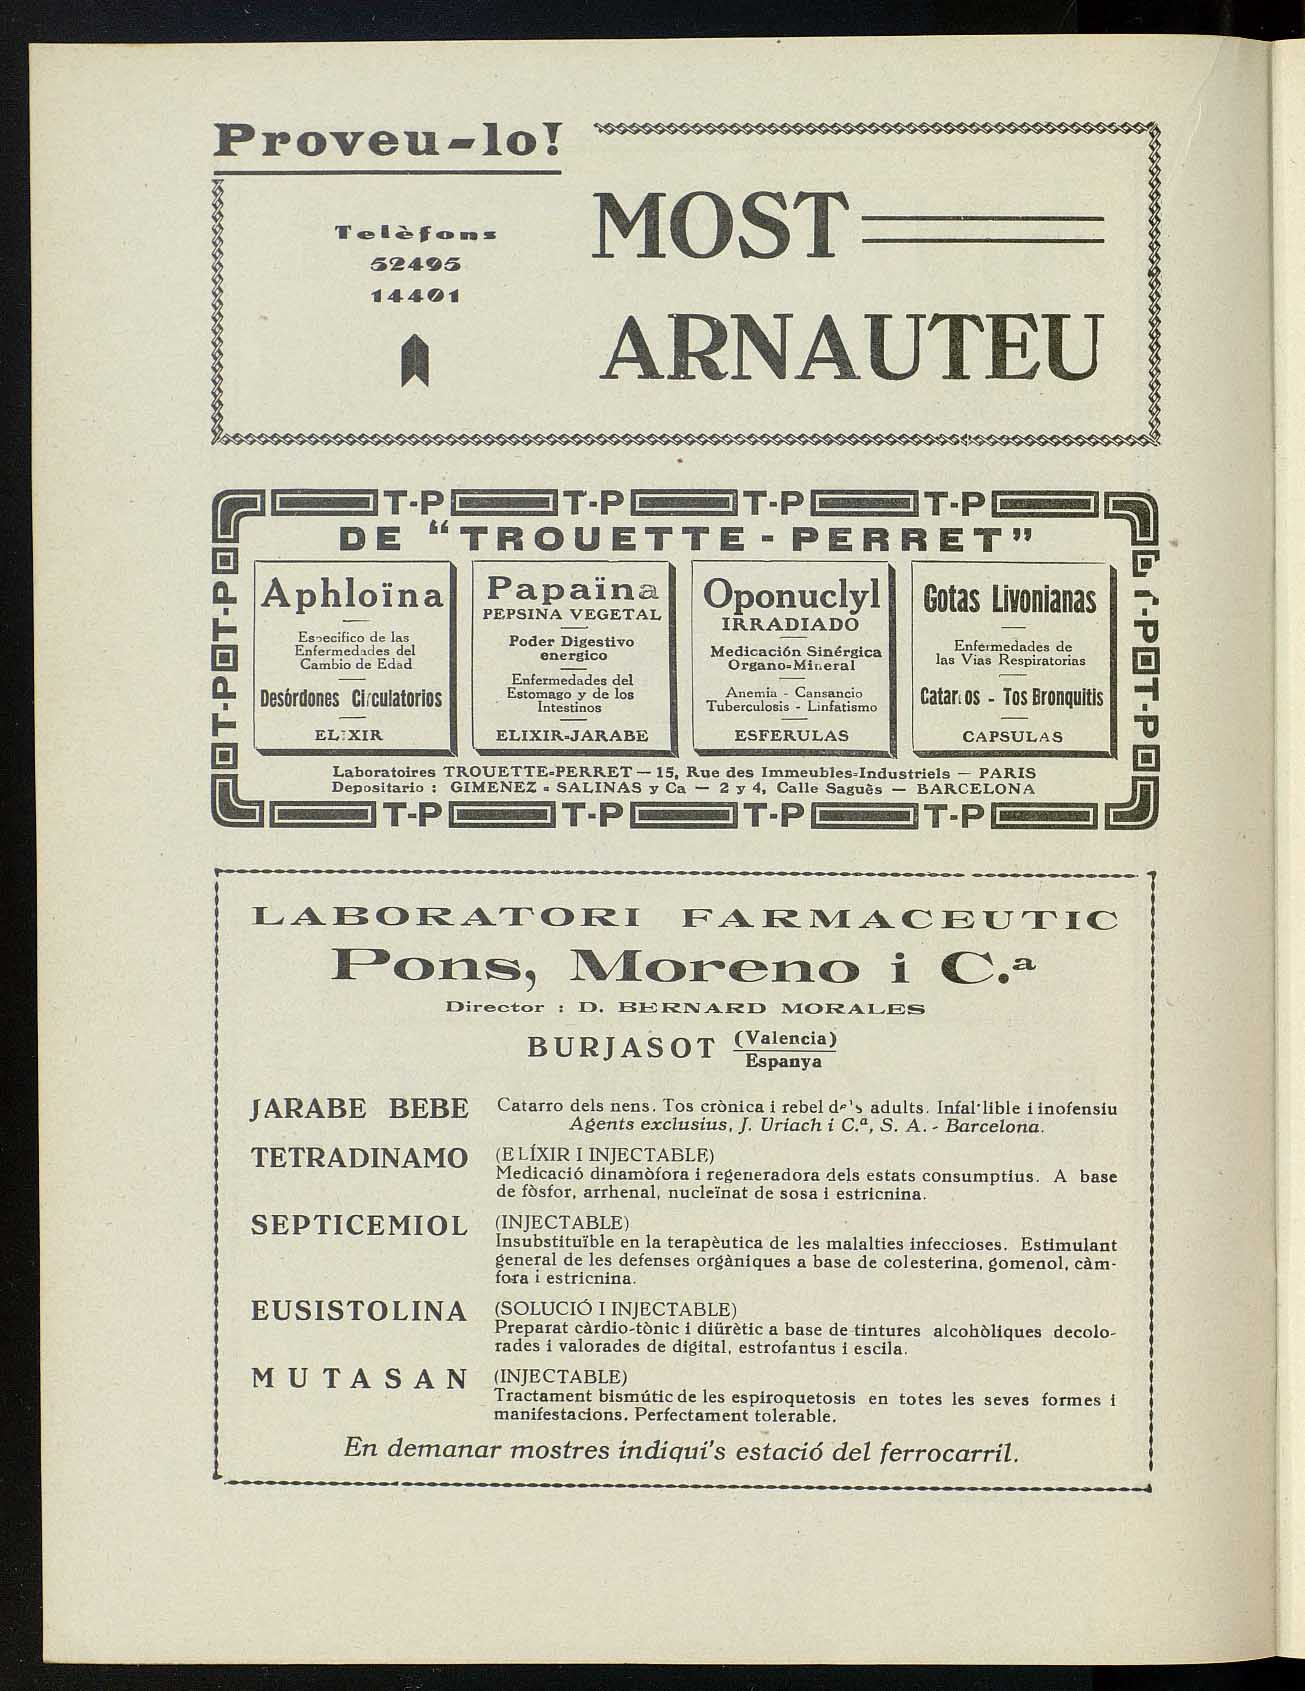 Proveu-lo!
Telèfons
52495
14401
MOST
ARNAUTEU
T-P T-P T-P T-P
DE "TROUETTE-PERRET"
T-P T-P
T-P T-P
Aphloïna
Especifico de las
Enfermedades del
Cambio de Edad
Desórdones Circulatorios
ELIXIR
Papaïna
PEPSINA VEGETAL
Poder Digestivo
energico
Enfermedades del
Estomago y de los
Intestinos
ELIXIR=JARABE
Oponuclyl
IRRADIADO
Medicación Sinérgica
Organo=Mineral
Anemia - Cansancio
Tuberculosis - Linfatismo
ESFERULAS
Gotas Livonianas
Enfermedades de
las Vias Respiratorias
Catarros - Tos Bronquitis
CAPSULAS
Laboratoires TROUETTE=PERRET — 15, Rue des Immeubles=Industriels — PARIS
Depositario : GIMENEZ = SALINAS y Ca — 2 y 4, Calle Saguès — BARCELONA
T-P T-P T-P T-P
LABORATORI FARMACEUTIC
Pons, Moreno i C.ª
Director : D. BERNARD MORALES
BURJASOT (Valencia)
Espanya
JARABE BEBE Catarro dels nens. Tos crònica i rebel dels adults. Infal·lible i inofensiu
Agents exclusius, J. Uriach i C.ª, S. A. - Barcelona.
TETRADINAMO (ELÍXIR I INJECTABLE)
Medicació dinamòfora i regeneradora dels estats consumptius. A base
de fòsfor, arrhenal, nucleïnat de sosa i estricnina.
SEPTICEMIOL (INJECTABLE)
Insubstituïble en la terapèutica de les malalties infeccioses. Estimulant
general de les defenses orgàniques a base de colesterina, gomenol, càm-
fora i estricnina.
EUSISTOLINA (SOLUCIÓ I INJECTABLE)
Preparat càrdio-tònic i diürètic a base de tintures alcohòliques decolo-
rades i valorades de digital, estrofantus i escila.
MUTASAN (INJECTABLE)
Tractament bismútic de les espiroquetosis en totes les seves formes i
manifestacions. Perfectament tolerable.
En demanar mostres indiqui's estació del ferrocarril.